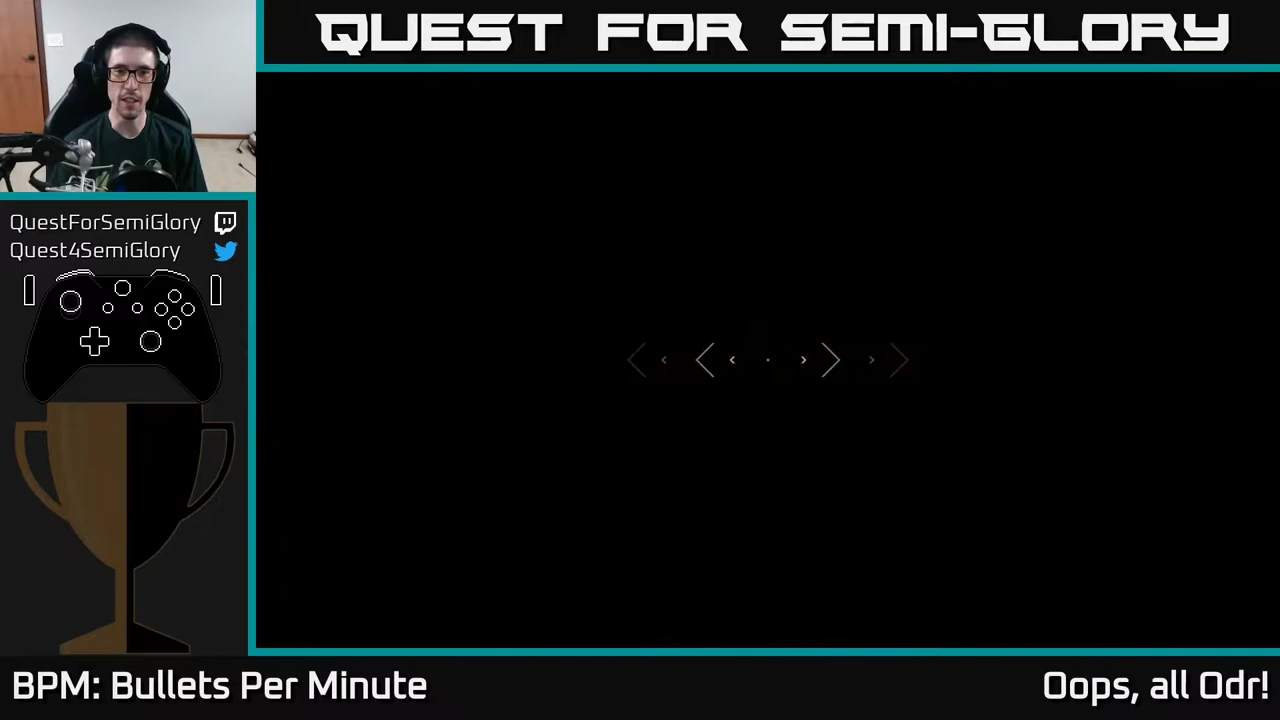 QUEST FOR SEMI-GLORY
QuestForSemiGlory
Quest4SemiGlory
BPM: Bullets Per Minute
Oops, all Odr!